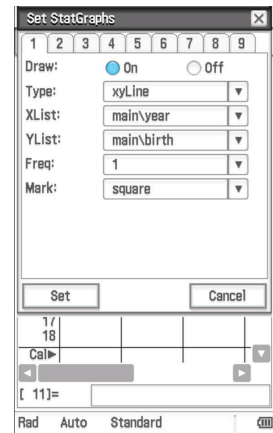 Set StatGraphs
1 2 3 4 5 6 7 8 9
Draw: On Off
Type: xyLine
XList: main\year
YList: main\birth
Freq: 1
Mark: square
Set Cancel
17
18
Cal
[ 11]=
Rad Auto Standard